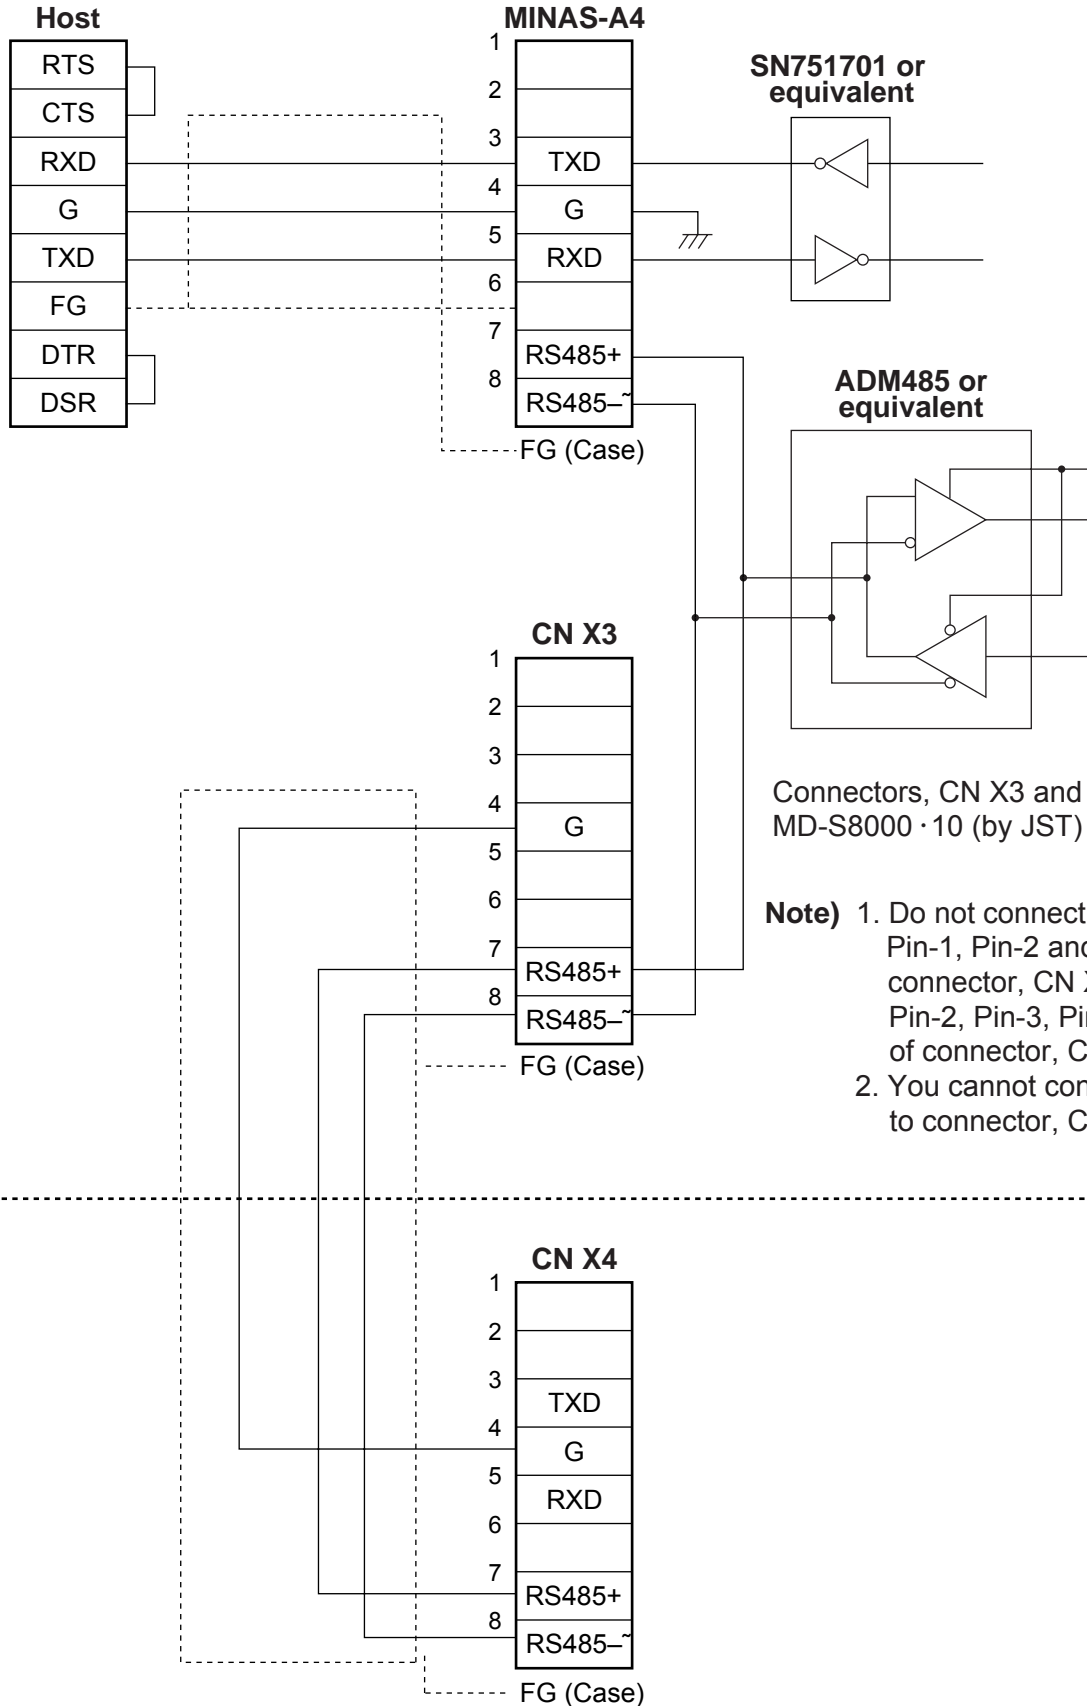 Host
RTS
CTS
RXD
G
TXD
FG
DTR
DSR
MINAS-A4
1
2
3
TXD
4
G
5
RXD
6
7
RS485+
8
RS485–~
FG (Case)
SN751701 or
equivalent
ADM485 or
equivalent
CN X3
1
2
3
4
G
5
6
7
RS485+
8
RS485–~
FG (Case)
Connectors, CN X3 and
MD-S8000 · 10 (by JST)
Note) 1. Do not connect
Pin-1, Pin-2 and
connector, CN X
Pin-2, Pin-3, Pin
of connector, C
2. You cannot con
to connector, C
CN X4
1
2
3
TXD
4
G
5
RXD
6
7
RS485+
8
RS485–~
FG (Case)